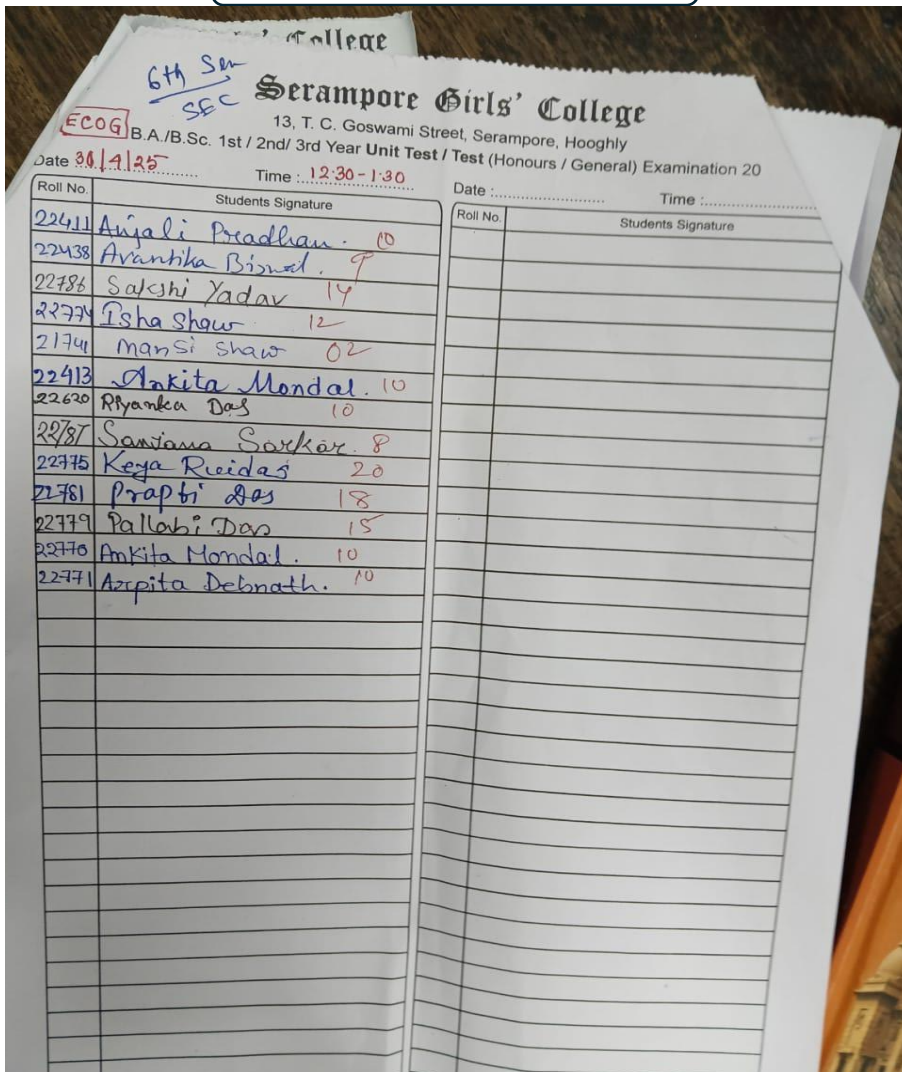 College
6th Sem
SEC
Serampore Girls' College
13, T. C. Goswami Street, Serampore, Hooghly
ECOG
B.A./B.Sc. 1st / 2nd/ 3rd Year Unit Test / Test (Honours / General) Examination 20
Date 30/4/25 Time : 12.30-1.30
Date : Time :
Roll No. Students Signature
Roll No. Students Signature
22411 Anjali Pradhan. 10
22438 Avantika 9
22786 Sakshi Yadav 14
22774 Isha Shaw 12
21741 Mansi Shaw 02
22413 Ankita Mondal. 10
22620 Riyanka Das 10
22787 Sanjana Sarkar. 8
22775 Keya Ruidas 20
22781 Prapti Das 18
22779 Pallabi Das 15
22770 Ankita Mondal. 10
22771 Arpita Debnath. 10